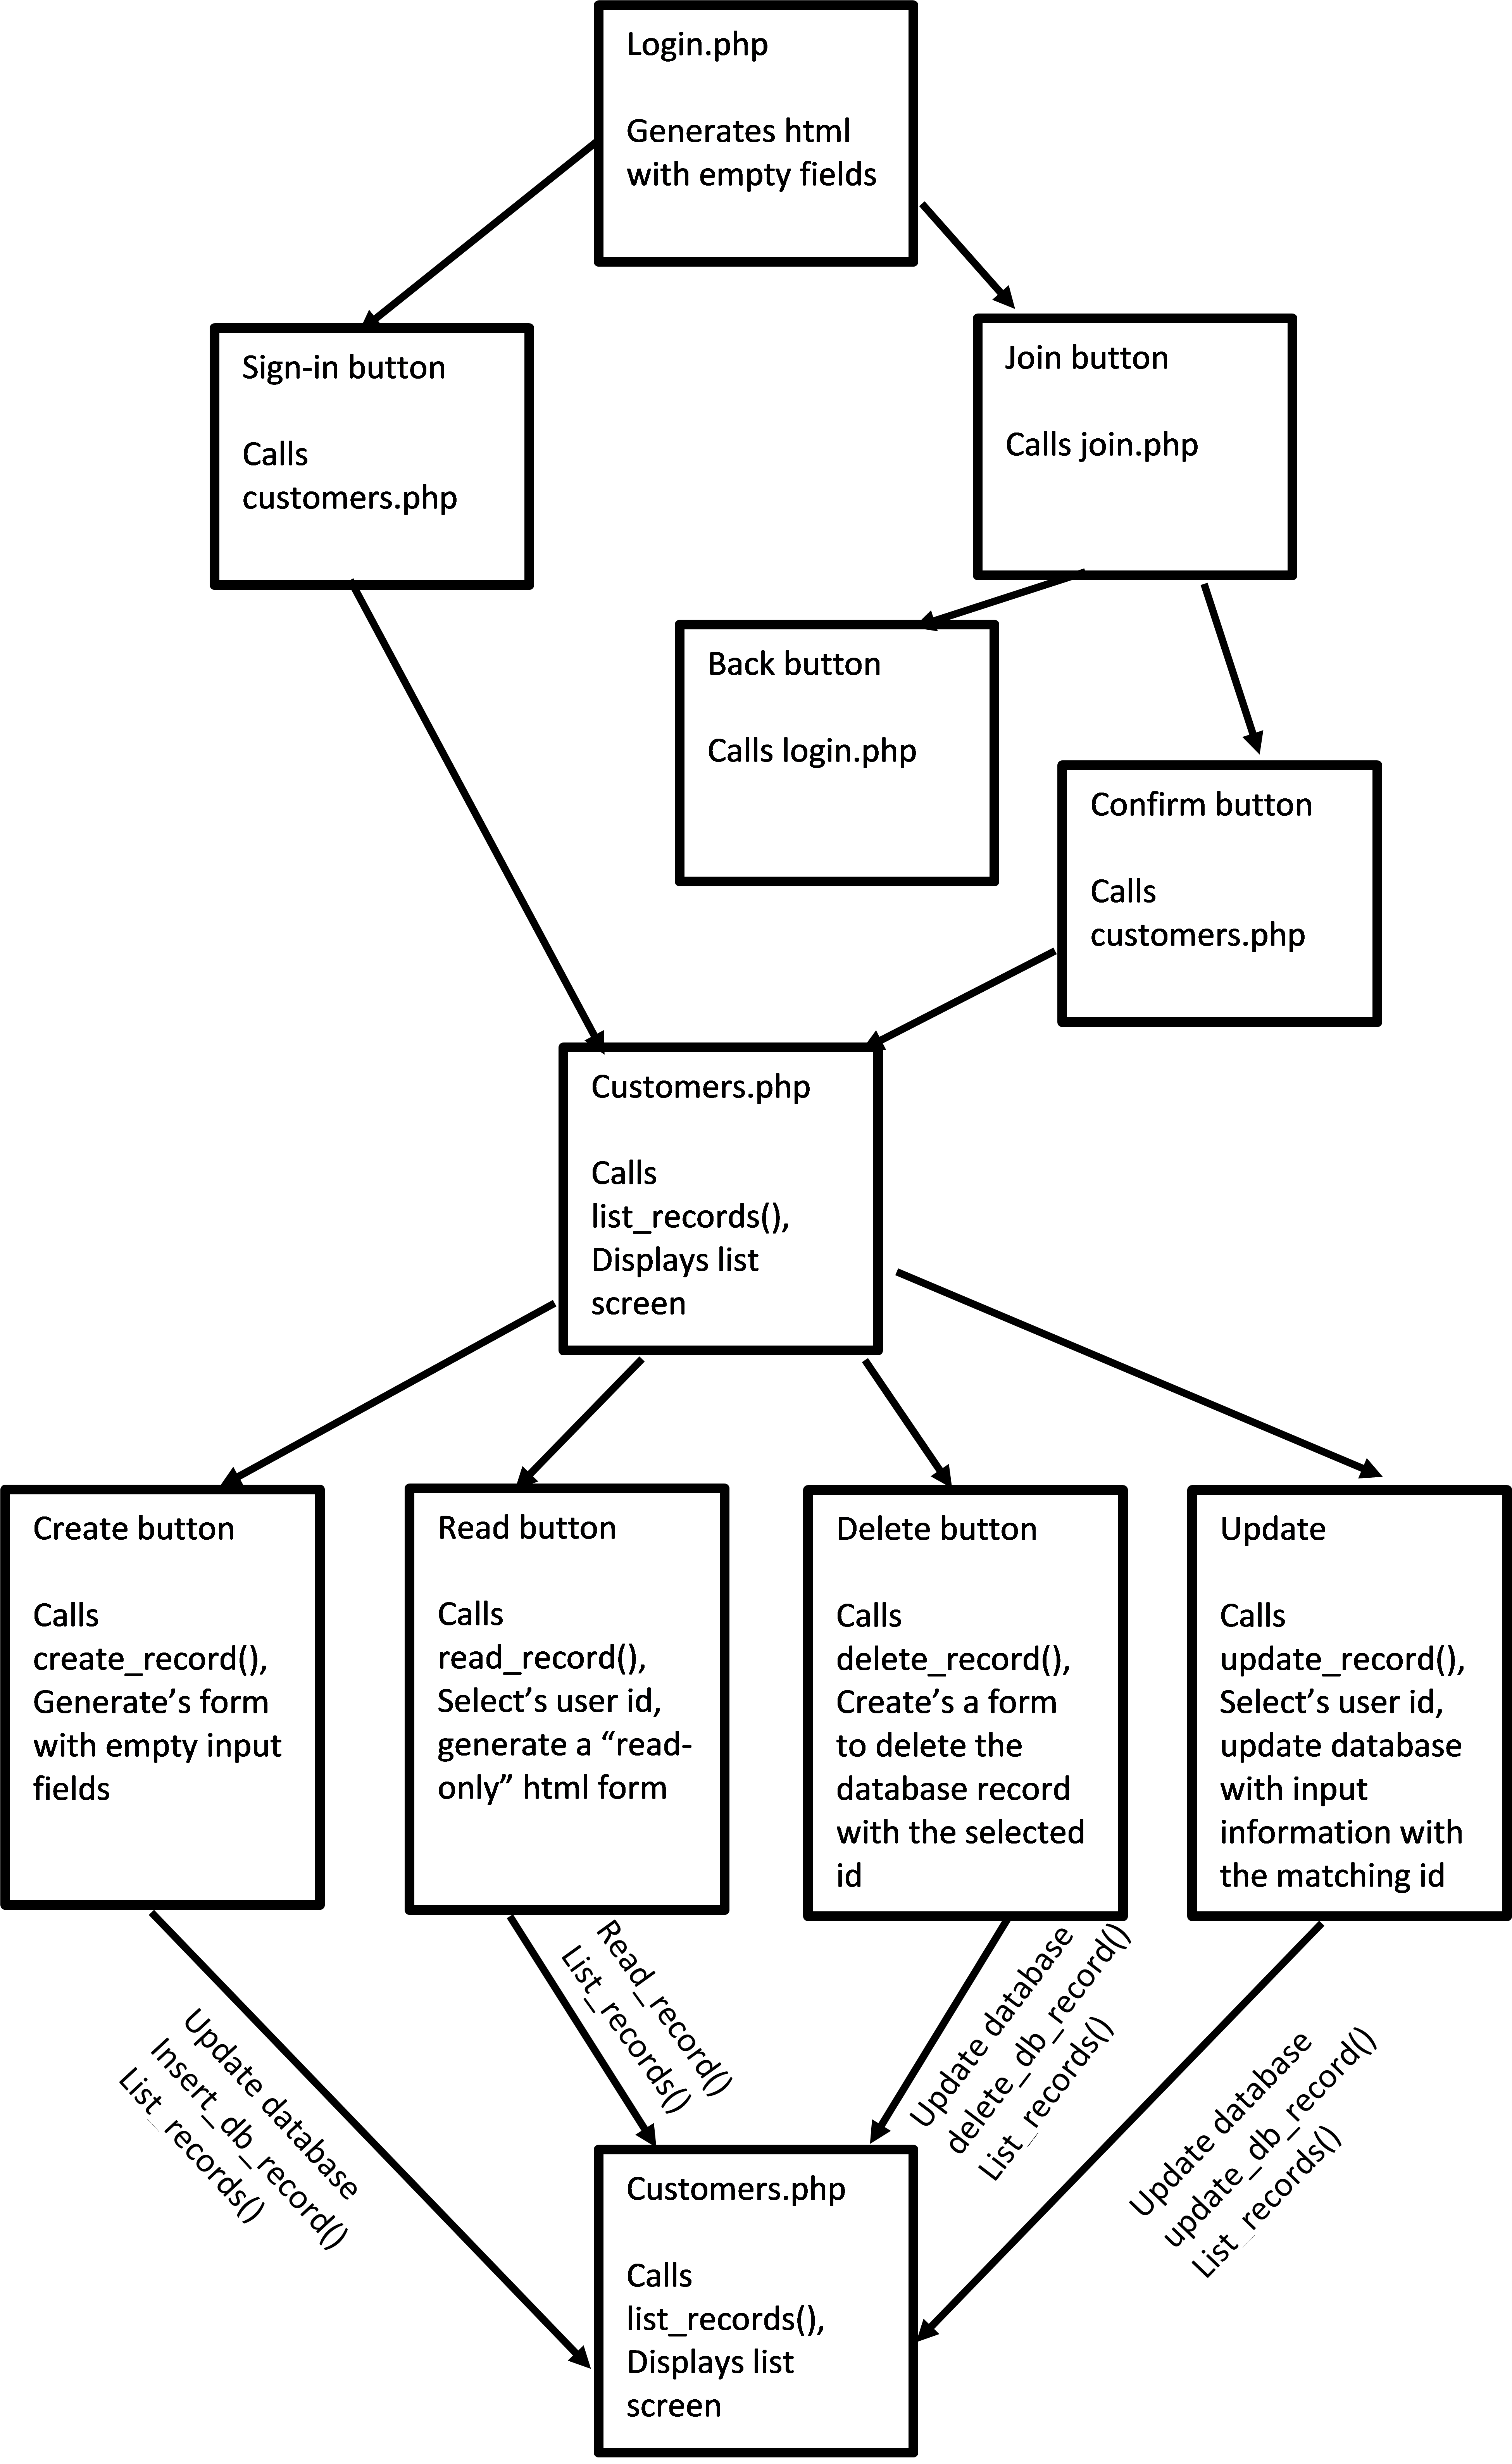 Login.php
Generates html
with empty fields
Sign-in button
Calls
customers.php
Join button
Calls join.php
Back button
Calls login.php
Confirm button
Calls
customers.php
Customers.php
Calls
list_records(),
Displays list
screen
Create button
Calls
create_record(),
Generate’s form
with empty input
fields
Read button
Calls
read_record(),
Select’s user id,
generate a “read-
only” html form
Delete button
Calls
delete_record(),
Create’s a form
to delete the
database record
with the selected
id
Update
Calls
update_record(),
Select’s user id,
update database
with input
information with
the matching id
Update database
Insert_db_record()
List_records()
Read_record()
List_records()
Update database
delete_db_record()
List_records()
Update database
update_db_record()
List_records()
Customers.php
Calls
list_records(),
Displays list
screen